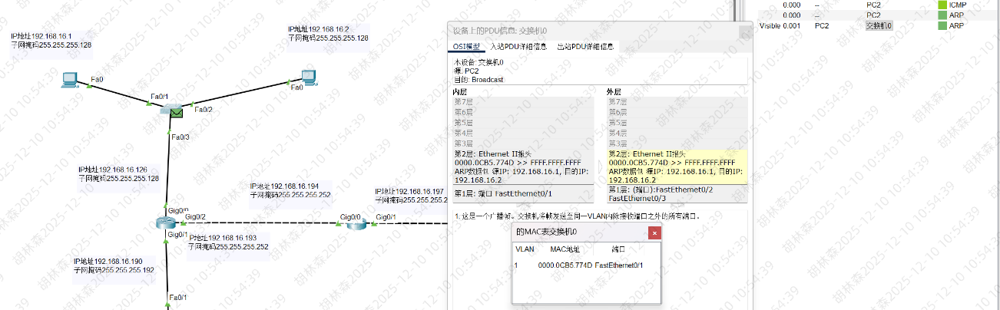 IP地址192.168.16.1
子网掩码255.255.255.128
IP地址192.168.16.2
子网掩码255.255.255.128
Fa0
Fa0
Fa0/1
Fa0/2
Fa0/3
IP地址192.168.16.126
子网掩码255.255.255.128
IP地址192.168.16.194
子网掩码255.255.255.252
IP地址192.168.16.197
子网掩码255.255.255.2
Gig0/0
Gig0/2
Gig0/0
Gig0/1
Gig0/1
IP地址192.168.16.193
子网掩码255.255.255.252
IP地址192.168.16.190
子网掩码255.255.255.192
Fa0/1
设备上的PDU信息: 交换机0
OSI模型 入站PDU详细信息 出站PDU详细信息
本设备: 交换机0
源: PC2
目的: Broadcast
内层
第7层
第6层
第5层
第4层
第3层
第2层: Ethernet II报头
0000.0CB5.774D >> FFFF.FFFF.FFFF
ARP数据包 源IP: 192.168.16.1, 目的IP:
192.168.16.2
第1层: 端口 FastEthernet0/1
外层
第7层
第6层
第5层
第4层
第3层
第2层: Ethernet II报头
0000.0CB5.774D >> FFFF.FFFF.FFFF
ARP数据包 源IP: 192.168.16.1, 目的IP:
192.168.16.2
第1层: (端口):FastEthernet0/2
FastEthernet0/3
1. 这是一个广播帧。交换机将帧发送至同一VLAN内除接收端口之外的所有端口。
的MAC表交换机0
VLAN MAC地址 端口
1 0000.0CB5.774D FastEthernet0/1
0.000 -- PC2 ICMP
0.000 -- PC2 ARP
Visible 0.001 PC2 交换机0 ARP
胡林森2025-12-10 10:54:39